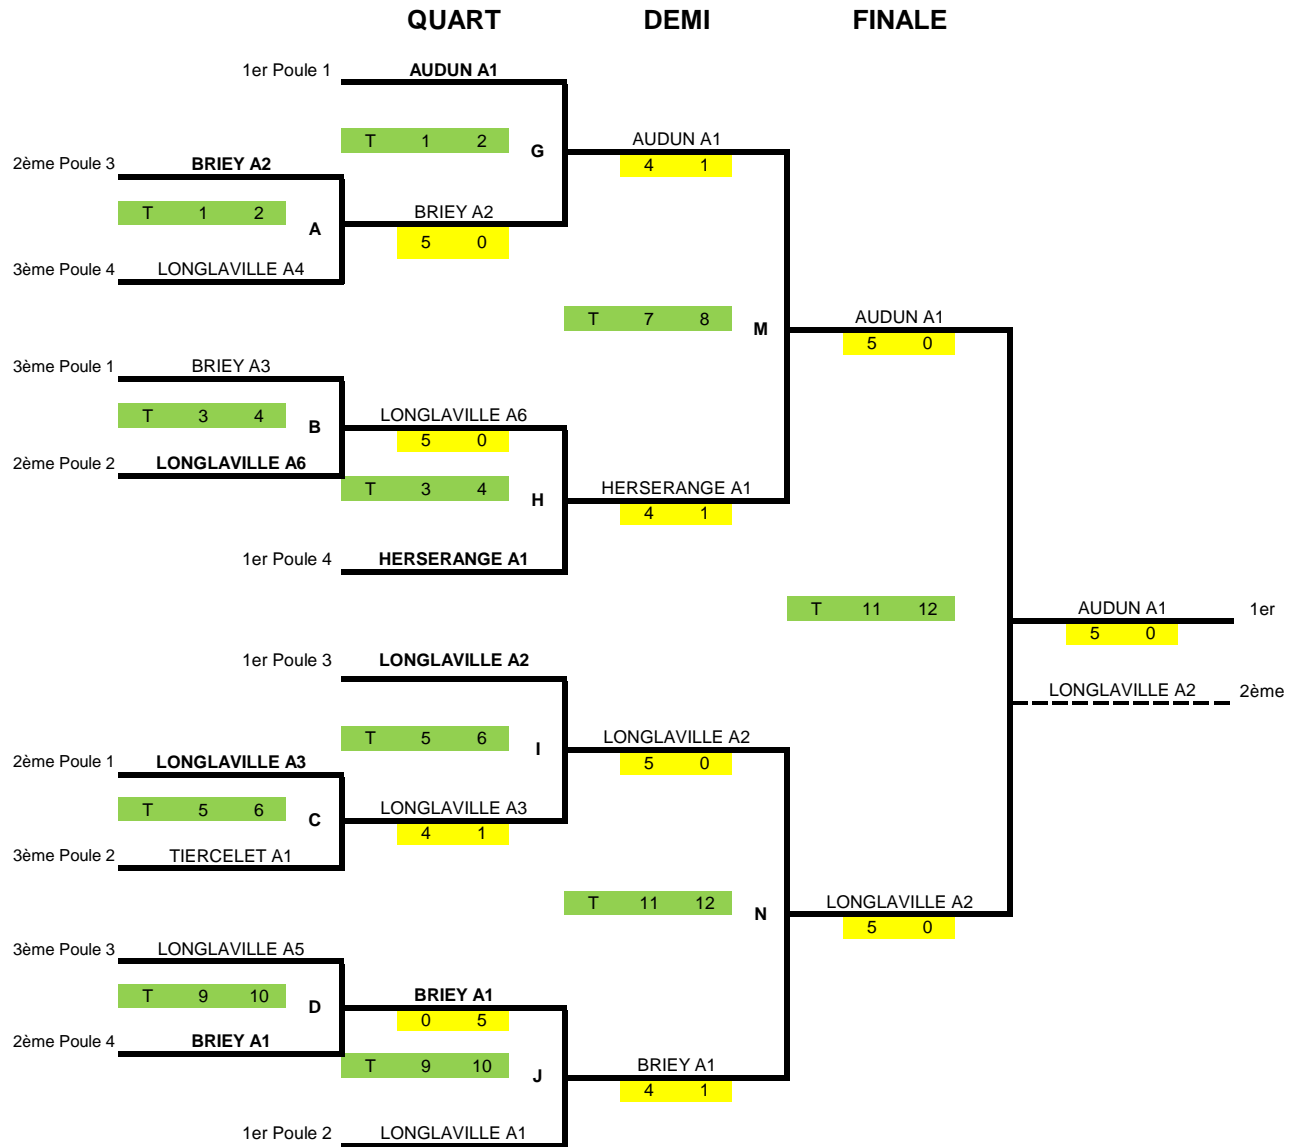 QUART DEMI FINALE
1er Poule 1 AUDUN A1
T 1 2 G AUDUN A1
4 1
2ème Poule 3 BRIEY A2
T 1 2 A BRIEY A2
5 0
3ème Poule 4 LONGLAVILLE A4
T 7 8 M AUDUN A1
5 0
3ème Poule 1 BRIEY A3
T 3 4 B LONGLAVILLE A6
5 0
2ème Poule 2 LONGLAVILLE A6
T 3 4 H HERSERANGE A1
4 1
1er Poule 4 HERSERANGE A1
T 11 12 AUDUN A1 1er
5 0
1er Poule 3 LONGLAVILLE A2
LONGLAVILLE A2 2ème
T 5 6 I LONGLAVILLE A2
5 0
2ème Poule 1 LONGLAVILLE A3
T 5 6 C LONGLAVILLE A3
4 1
3ème Poule 2 TIERCELET A1
T 11 12 N LONGLAVILLE A2
5 0
3ème Poule 3 LONGLAVILLE A5
T 9 10 D BRIEY A1
0 5
2ème Poule 4 BRIEY A1
T 9 10 J BRIEY A1
4 1
1er Poule 2 LONGLAVILLE A1